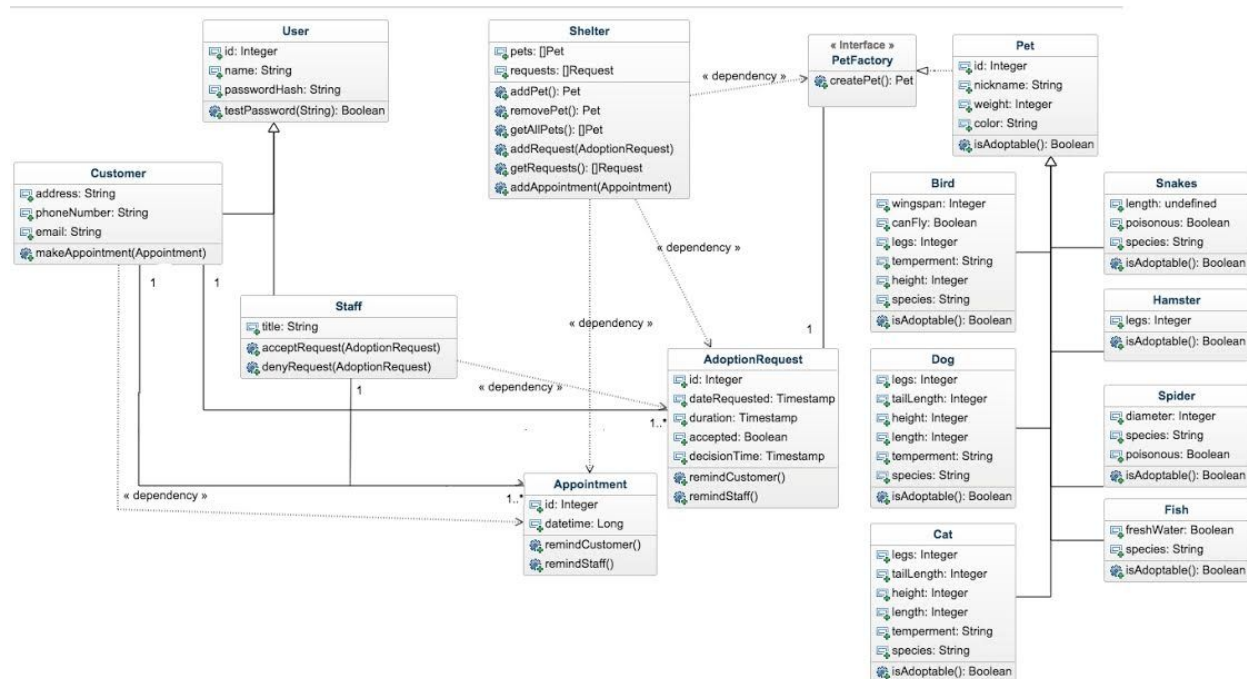 User
id: Integer
name: String
passwordHash: String
testPassword(String): Boolean
Shelter
pets: []Pet
requests: []Request
addPet(): Pet
removePet(): Pet
getAllPets(): []Pet
addRequest(AdoptionRequest)
getRequests(): []Request
addAppointment(Appointment)
« dependency »
« Interface »
PetFactory
createPet(): Pet
Pet
id: Integer
nickname: String
weight: Integer
color: String
isAdoptable(): Boolean
Customer
address: String
phoneNumber: String
email: String
makeAppointment(Appointment)
1
1
Bird
wingspan: Integer
canFly: Boolean
legs: Integer
temperment: String
height: Integer
species: String
isAdoptable(): Boolean
Snakes
length: undefined
poisonous: Boolean
species: String
isAdoptable(): Boolean
« dependency »
Staff
title: String
acceptRequest(AdoptionRequest)
denyRequest(AdoptionRequest)
1
« dependency »
1
Hamster
legs: Integer
isAdoptable(): Boolean
« dependency »
AdoptionRequest
id: Integer
dateRequested: Timestamp
duration: Timestamp
accepted: Boolean
decisionTime: Timestamp
remindCustomer()
remindStaff()
1..*
Dog
legs: Integer
tailLength: Integer
height: Integer
length: Integer
temperment: String
species: String
isAdoptable(): Boolean
Spider
diameter: Integer
species: String
poisonous: Boolean
isAdoptable(): Boolean
« dependency »
1..*
Appointment
id: Integer
datetime: Long
remindCustomer()
remindStaff()
Fish
freshWater: Boolean
species: String
isAdoptable(): Boolean
Cat
legs: Integer
tailLength: Integer
height: Integer
length: Integer
temperment: String
species: String
isAdoptable(): Boolean